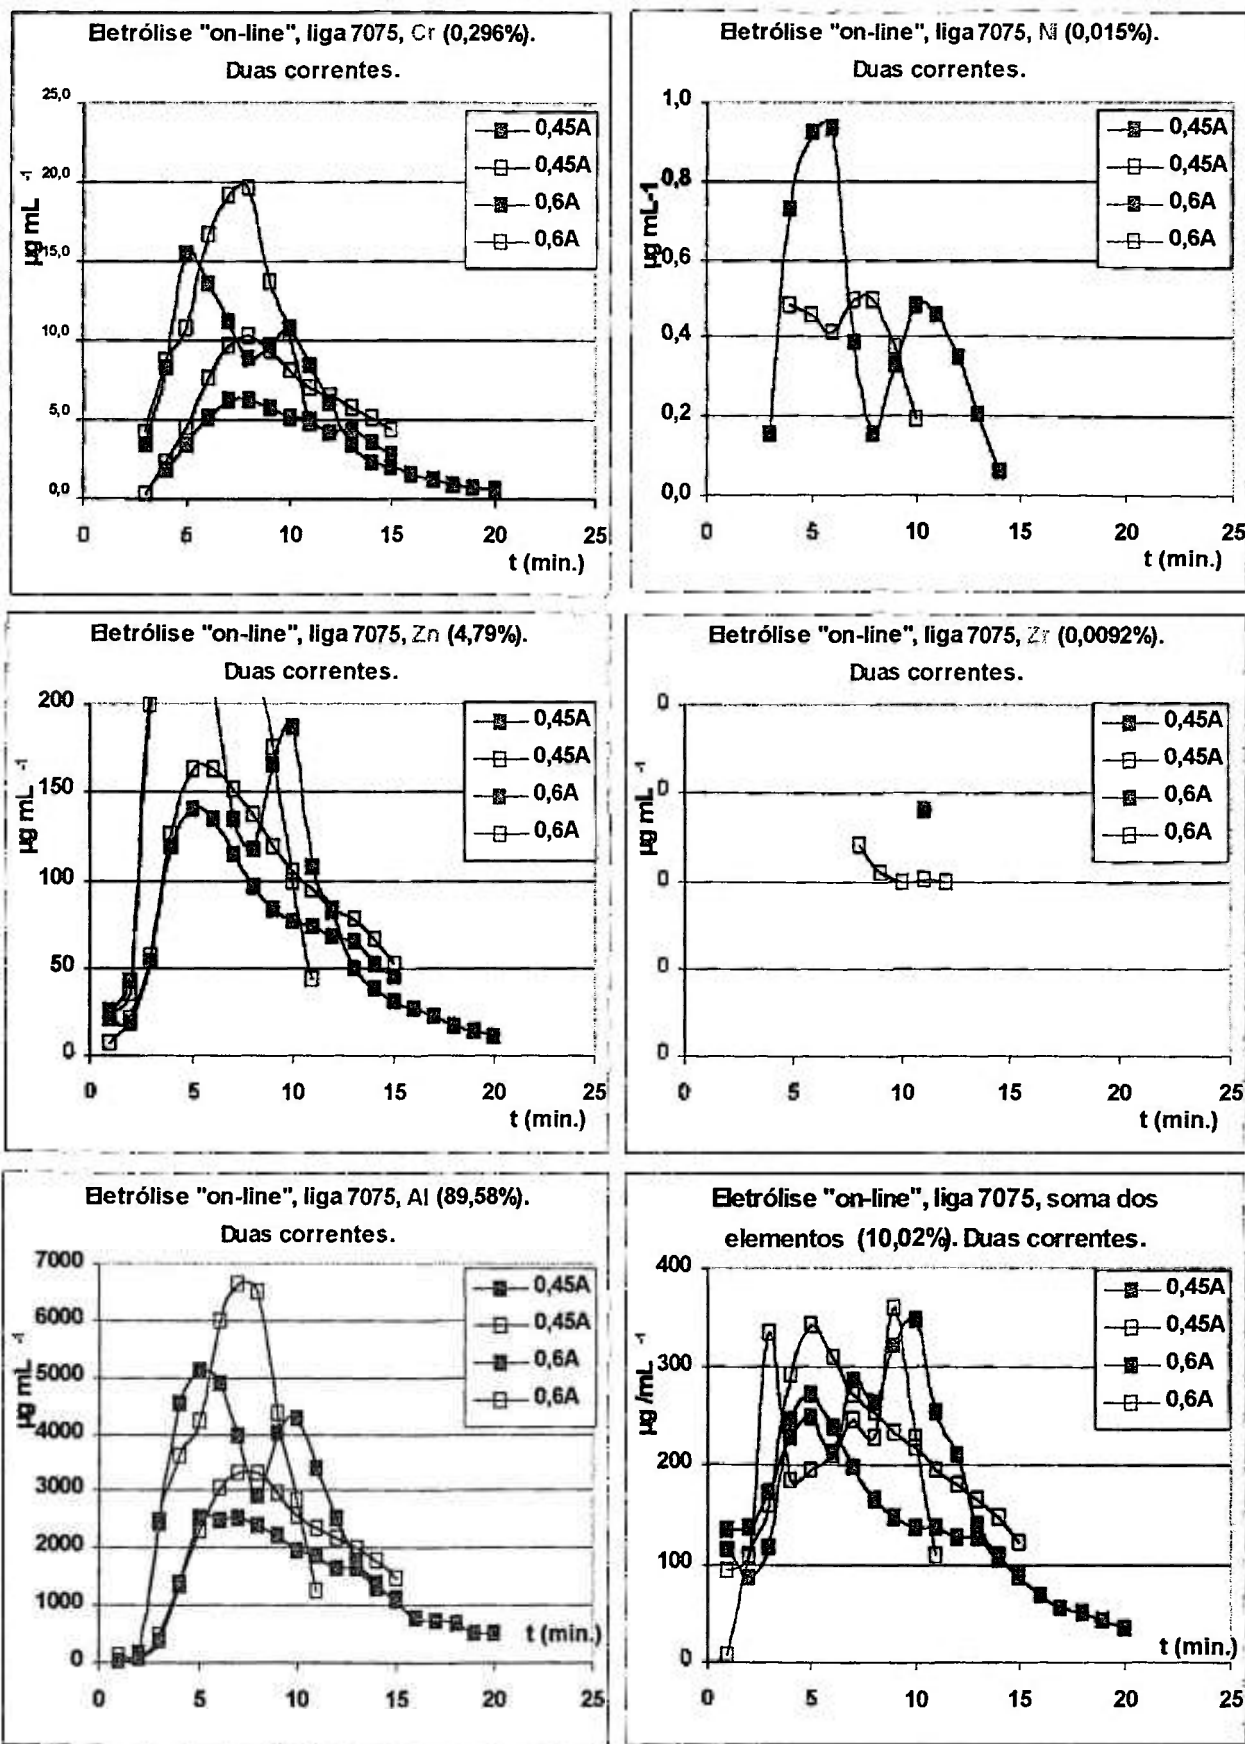 Eletrólise "on-line", liga 7075, Cr (0,296%).
Duas correntes.
25,0
20,0
15,0
10,0
5,0
0,0
µg mL -1
0 5 10 15 20 25
t (min.)
0,45A
0,45A
0,6A
0,6A
Eletrólise "on-line", liga 7075, Ni (0,015%).
Duas correntes.
1,0
0,8
0,6
0,4
0,2
0,0
µg mL-1
0 5 10 15 20 25
t (min.)
0,45A
0,45A
0,6A
0,6A
Eletrólise "on-line", liga 7075, Zn (4,79%).
Duas correntes.
200
150
100
50
0
µg mL -1
0 5 10 15 20 25
t (min.)
0,45A
0,45A
0,6A
0,6A
Eletrólise "on-line", liga 7075, Zr (0,0092%).
Duas correntes.
0
0
0
0
0
µg mL -1
0 5 10 15 20 25
t (min.)
0,45A
0,45A
0,6A
0,6A
Eletrólise "on-line", liga 7075, Al (89,58%).
Duas correntes.
7000
6000
5000
4000
3000
2000
1000
0
µg mL -1
0 5 10 15 20 25
t (min.)
0,45A
0,45A
0,6A
0,6A
Eletrólise "on-line", liga 7075, soma dos
elementos (10,02%). Duas correntes.
400
300
200
100
0
µg /mL -1
0 5 10 15 20 25
t (min.)
0,45A
0,45A
0,6A
0,6A